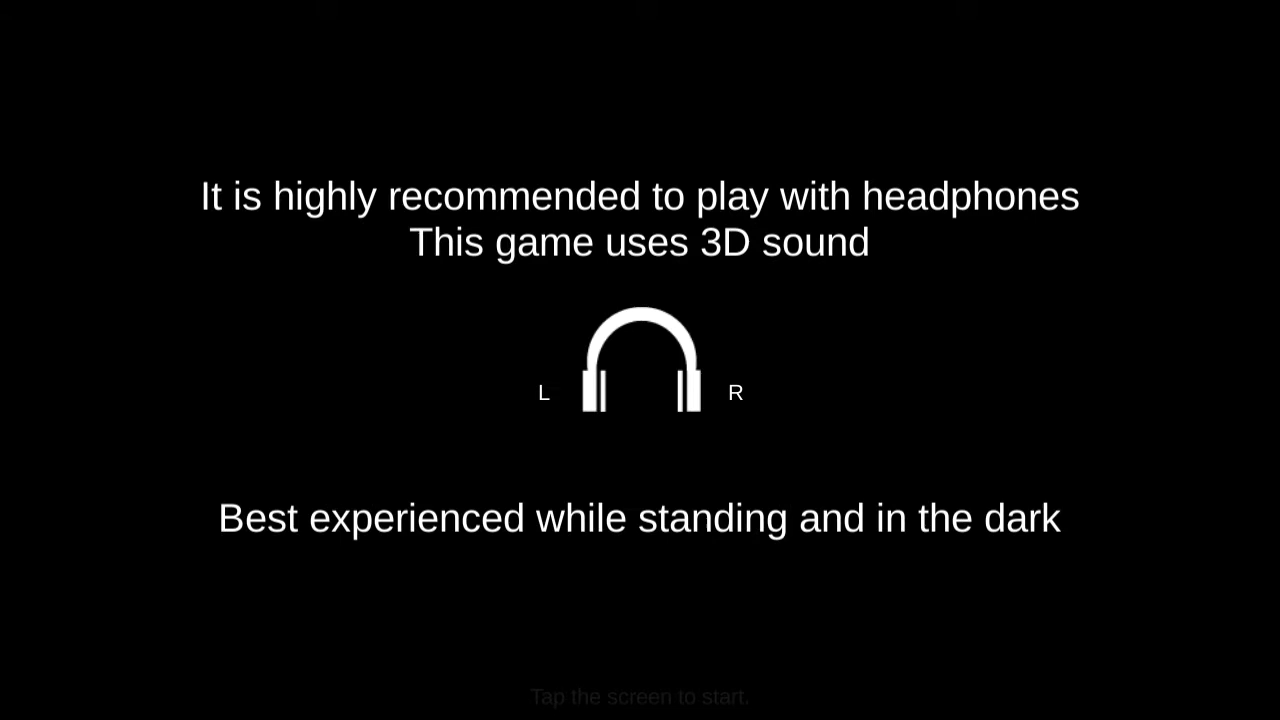 It is highly recommended to play with headphones
This game uses 3D sound
L R
Best experienced while standing and in the dark
Tap the screen to start.